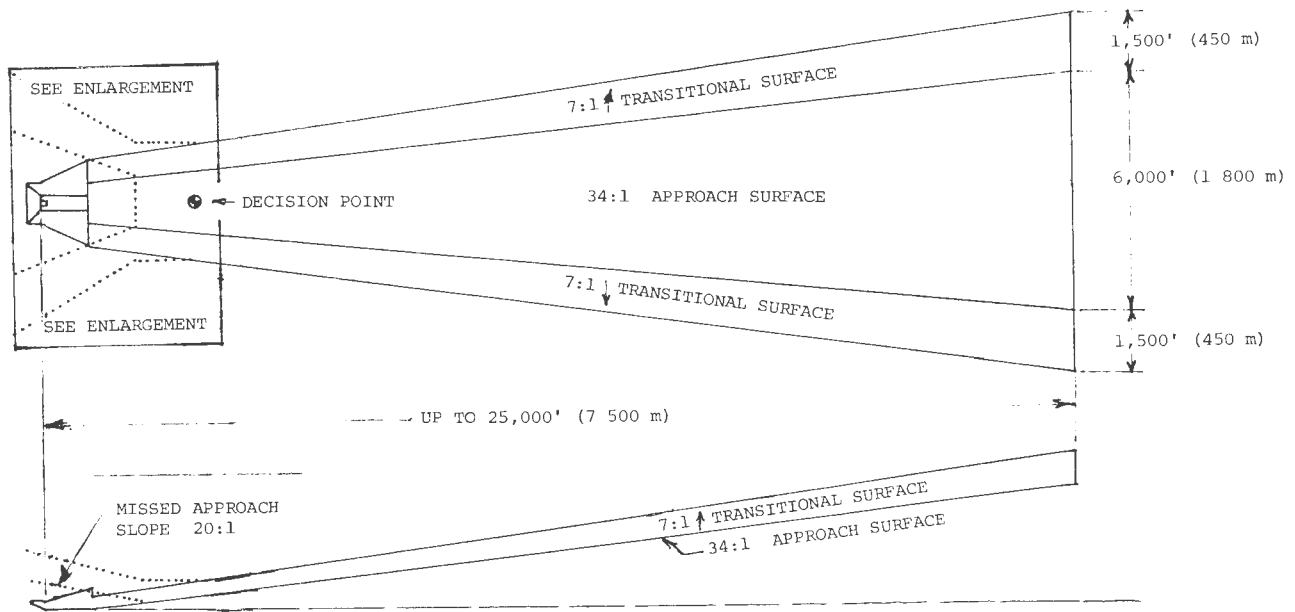 1,500' (450 m)
SEE ENLARGEMENT
7:1 TRANSITIONAL SURFACE
6,000' (1 800 m)
DECISION POINT
34:1 APPROACH SURFACE
7:1 TRANSITIONAL SURFACE
SEE ENLARGEMENT
1,500' (450 m)
UP TO 25,000' (7 500 m)
MISSED APPROACH
SLOPE 20:1
7:1 TRANSITIONAL SURFACE
34:1 APPROACH SURFACE